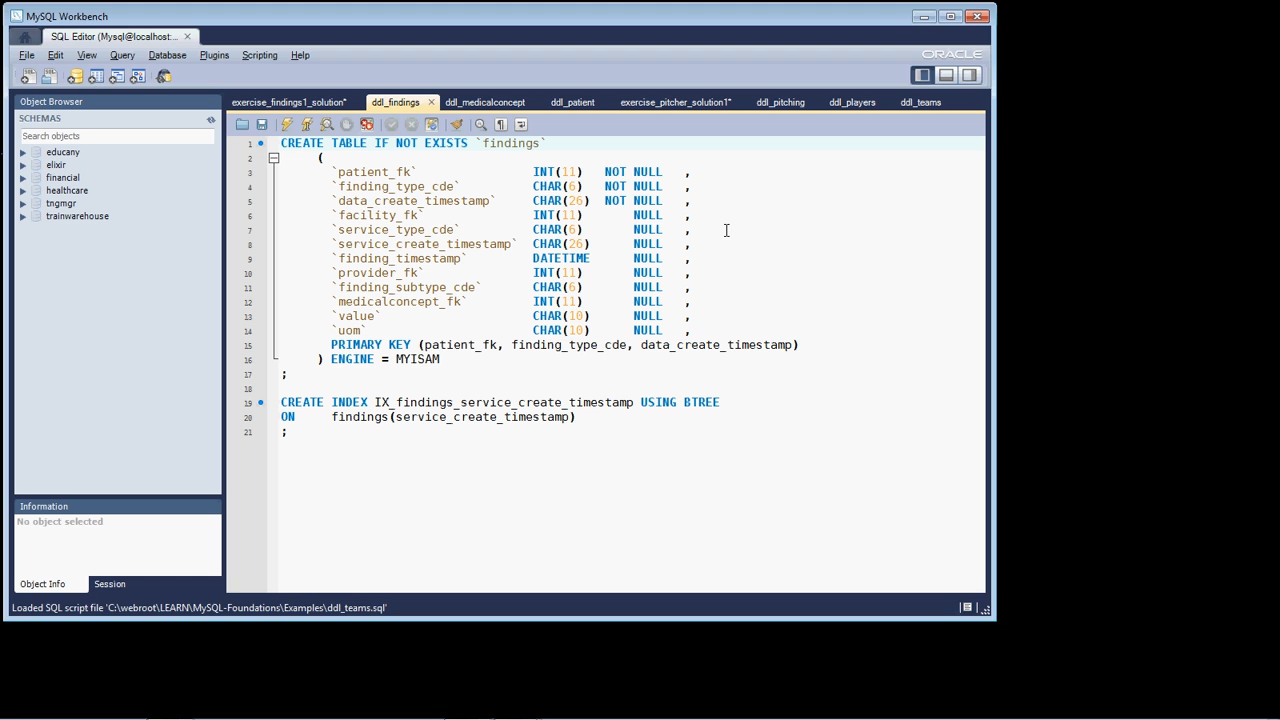 MySQL Workbench
SQL Editor (Mysql@localhost:...
File Edit View Query Database Plugins Scripting Help
ORACLE
Object Browser
SCHEMAS
Search objects
educany
elixir
financial
healthcare
tngmgr
trainwarehouse
Information
No object selected
Object Info Session
exercise_findings1_solution* ddl_findings ddl_medicalconcept ddl_patient exercise_pitcher_solution1* ddl_pitching ddl_players ddl_teams
1 CREATE TABLE IF NOT EXISTS `findings`
2 (
3 `patient_fk` INT(11) NOT NULL ,
4 `finding_type_cde` CHAR(6) NOT NULL ,
5 `data_create_timestamp` CHAR(26) NOT NULL ,
6 `facility_fk` INT(11) NULL ,
7 `service_type_cde` CHAR(6) NULL ,
8 `service_create_timestamp` CHAR(26) NULL ,
9 `finding_timestamp` DATETIME NULL ,
10 `provider_fk` INT(11) NULL ,
11 `finding_subtype_cde` CHAR(6) NULL ,
12 `medicalconcept_fk` INT(11) NULL ,
13 `value` CHAR(10) NULL ,
14 `uom` CHAR(10) NULL ,
15 PRIMARY KEY (patient_fk, finding_type_cde, data_create_timestamp)
16 ) ENGINE = MYISAM
17 ;
18
19 CREATE INDEX IX_findings_service_create_timestamp USING BTREE
20 ON findings(service_create_timestamp)
21 ;
Loaded SQL script file 'C:\webroot\LEARN\MySQL-Foundations\Examples\ddl_teams.sql'